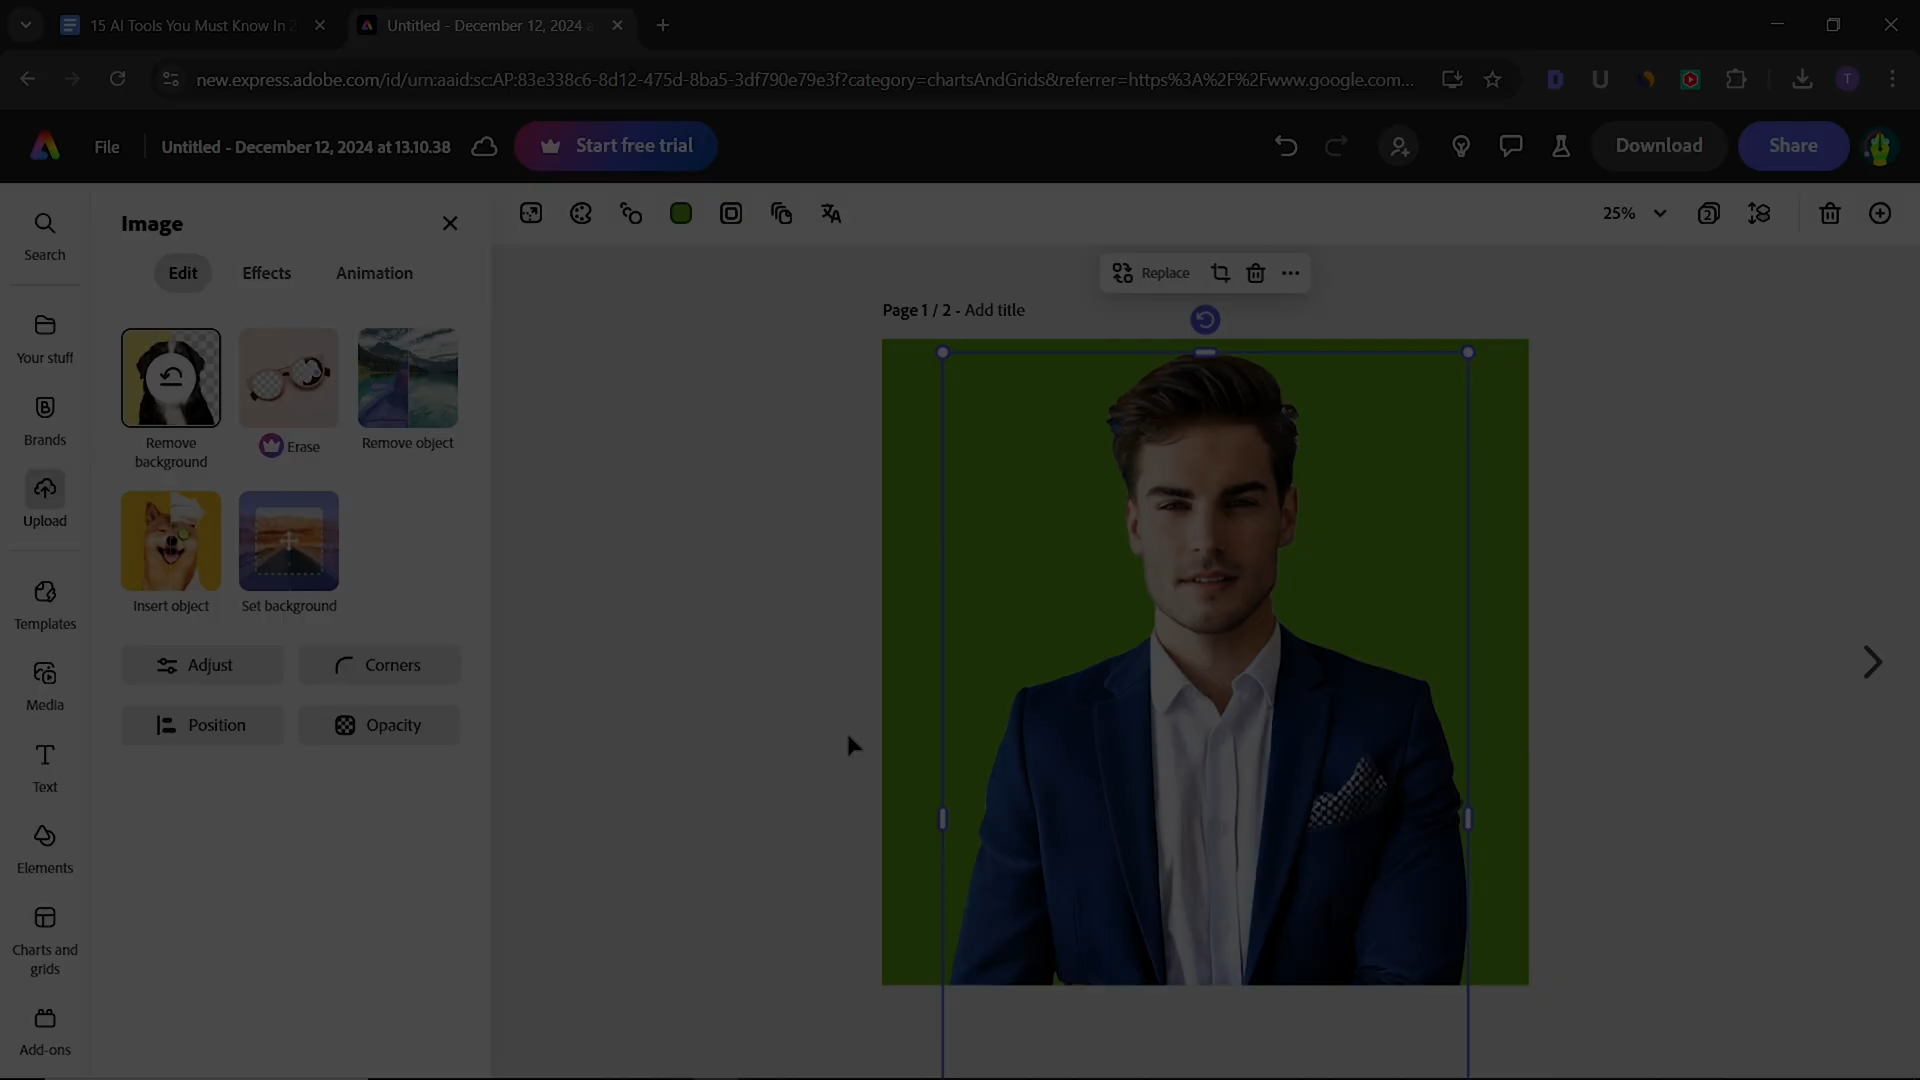 15 AI Tools You Must Know In 2
Untitled - December 12, 2024 a
new.express.adobe.com/id/urn:aaid:sc:AP:83e338c6-8d12-475d-8ba5-3df790e79e3f?category=chartsAndGrids&referrer=https%3A%2F%2Fwww.google.com...
D
U
T
File
Untitled - December 12, 2024 at 13.10.38
Start free trial
Download
Share
Search
Your stuff
Brands
Upload
Templates
Media
Text
Elements
Charts and
grids
Add-ons
Image
Edit
Effects
Animation
Remove
background
Erase
Remove object
Insert object
Set background
Adjust
Corners
Position
Opacity
25%
2
Replace
Page 1 / 2 - Add title